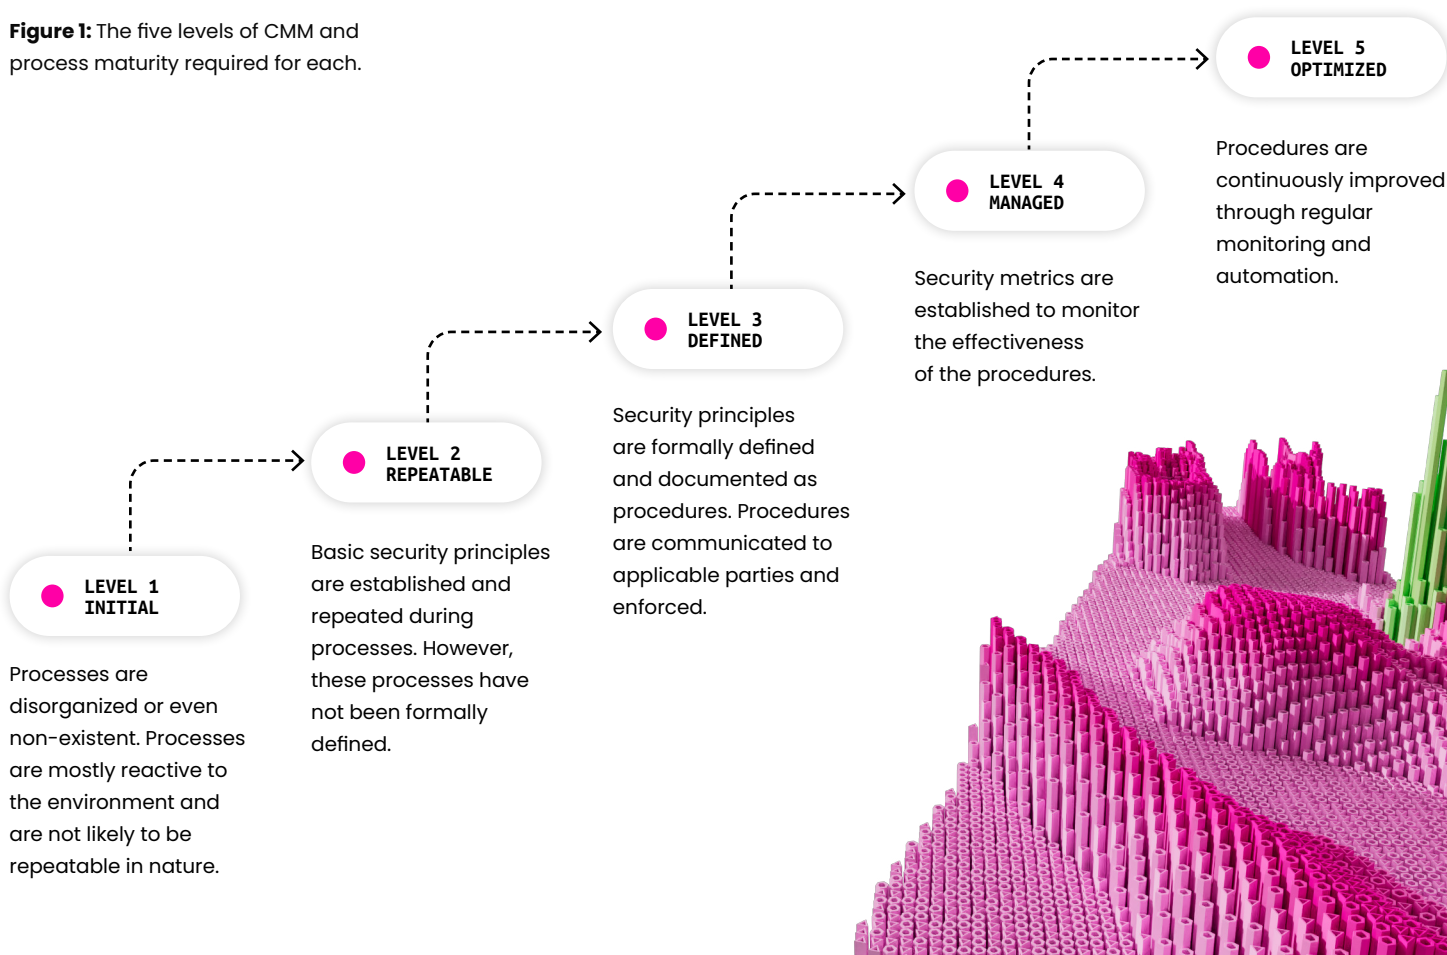 Figure 1: The five levels of CMM and
process maturity required for each.
LEVEL 1
INITIAL
Processes are
disorganized or even
non-existent. Processes
are mostly reactive to
the environment and
are not likely to be
repeatable in nature.
LEVEL 2
REPEATABLE
Basic security principles
are established and
repeated during
processes. However,
these processes have
not been formally
defined.
LEVEL 3
DEFINED
Security principles
are formally defined
and documented as
procedures. Procedures
are communicated to
applicable parties and
enforced.
LEVEL 4
MANAGED
Security metrics are
established to monitor
the effectiveness
of the procedures.
LEVEL 5
OPTIMIZED
Procedures are
continuously improved
through regular
monitoring and
automation.